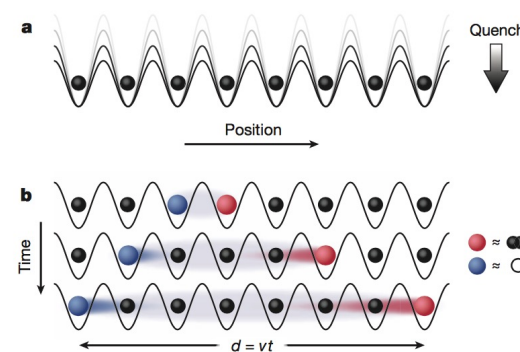 a
Quench
Position
b
Time
≈
≈
d = vt